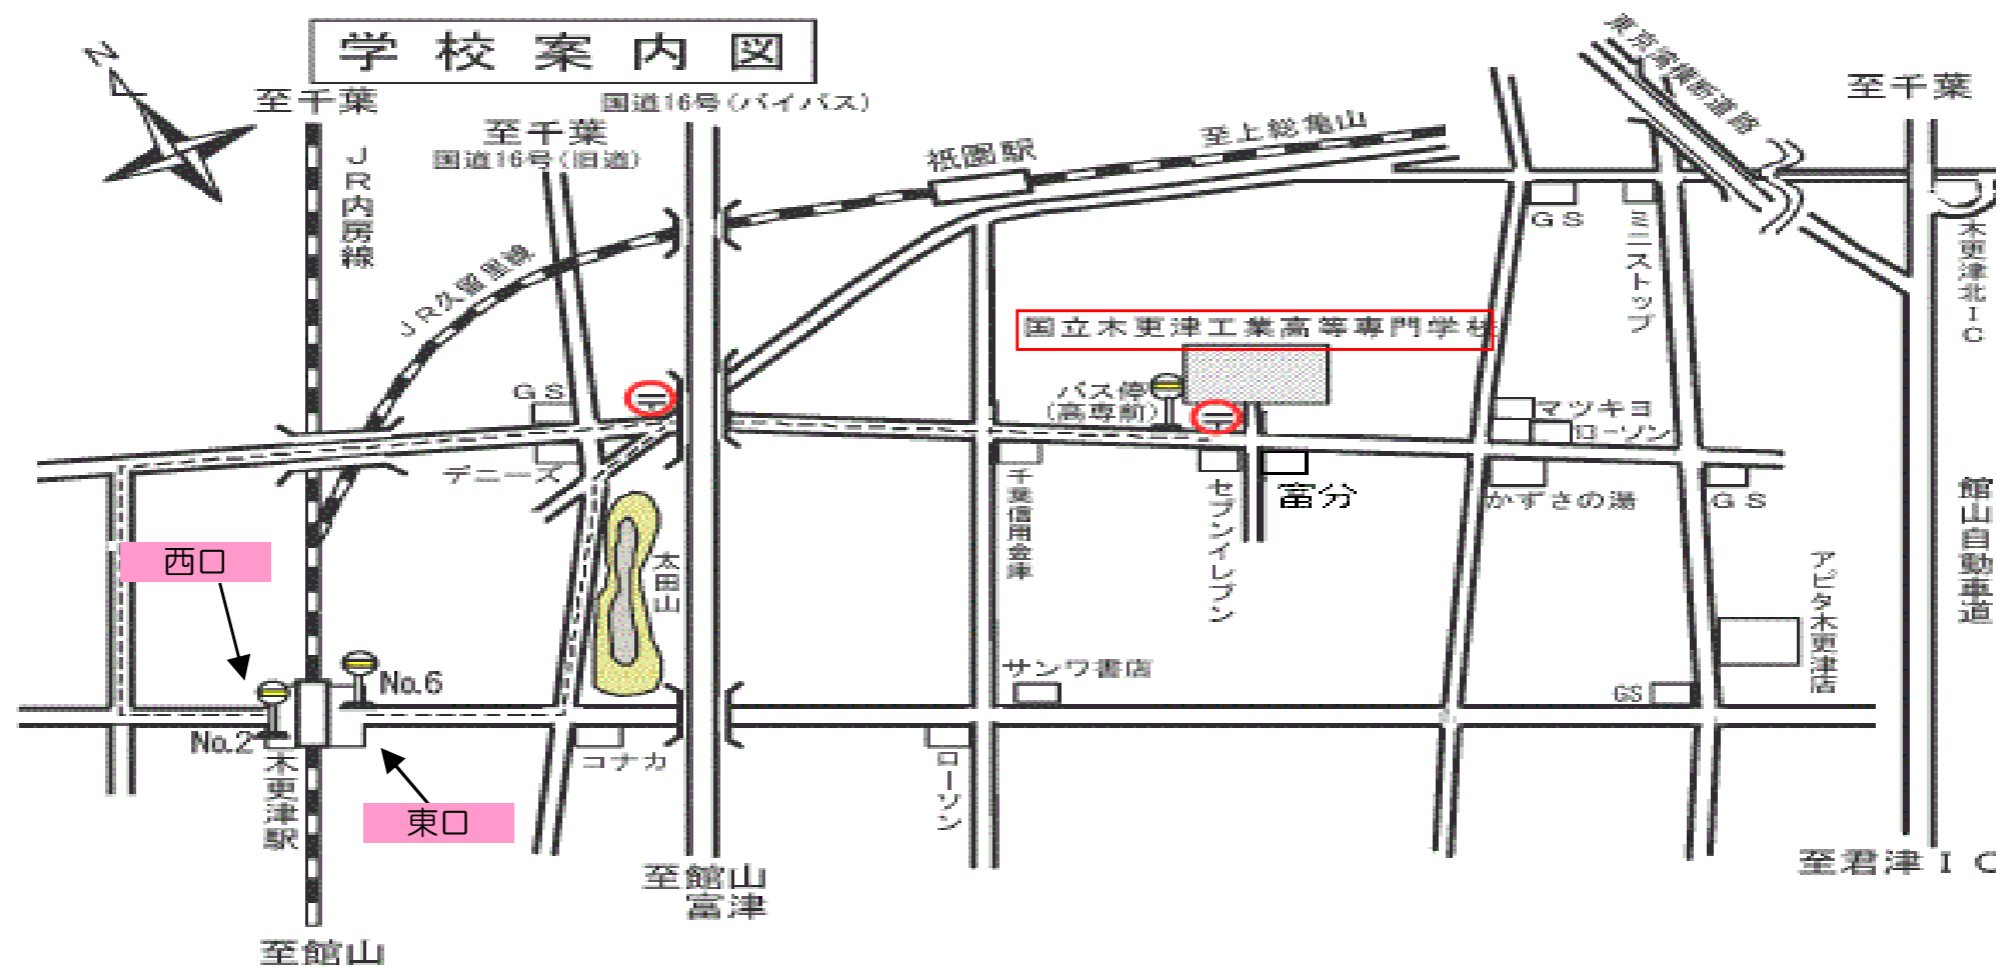 学校案内図
N
至千葉
国道16号(バイパス)
至千葉
国道16号(旧道)
JR内房線
JR久留里線
祇園駅
至上総亀山
東京湾横断道路
至千葉
GS
ミニストップ
木更津北IC
国立木更津工業高等専門学校
GS
バス停
(高専前)
マツキヨ
ローソン
デニーズ
千葉信用金庫
セブンイレブン
富分
かずさの湯
GS
館山自動車道
西口
太田山
アピタ木更津店
No.6
サンワ書店
GS
No.2
木更津駅
コナカ
ローソン
東口
至館山
富津
至君津IC
至館山